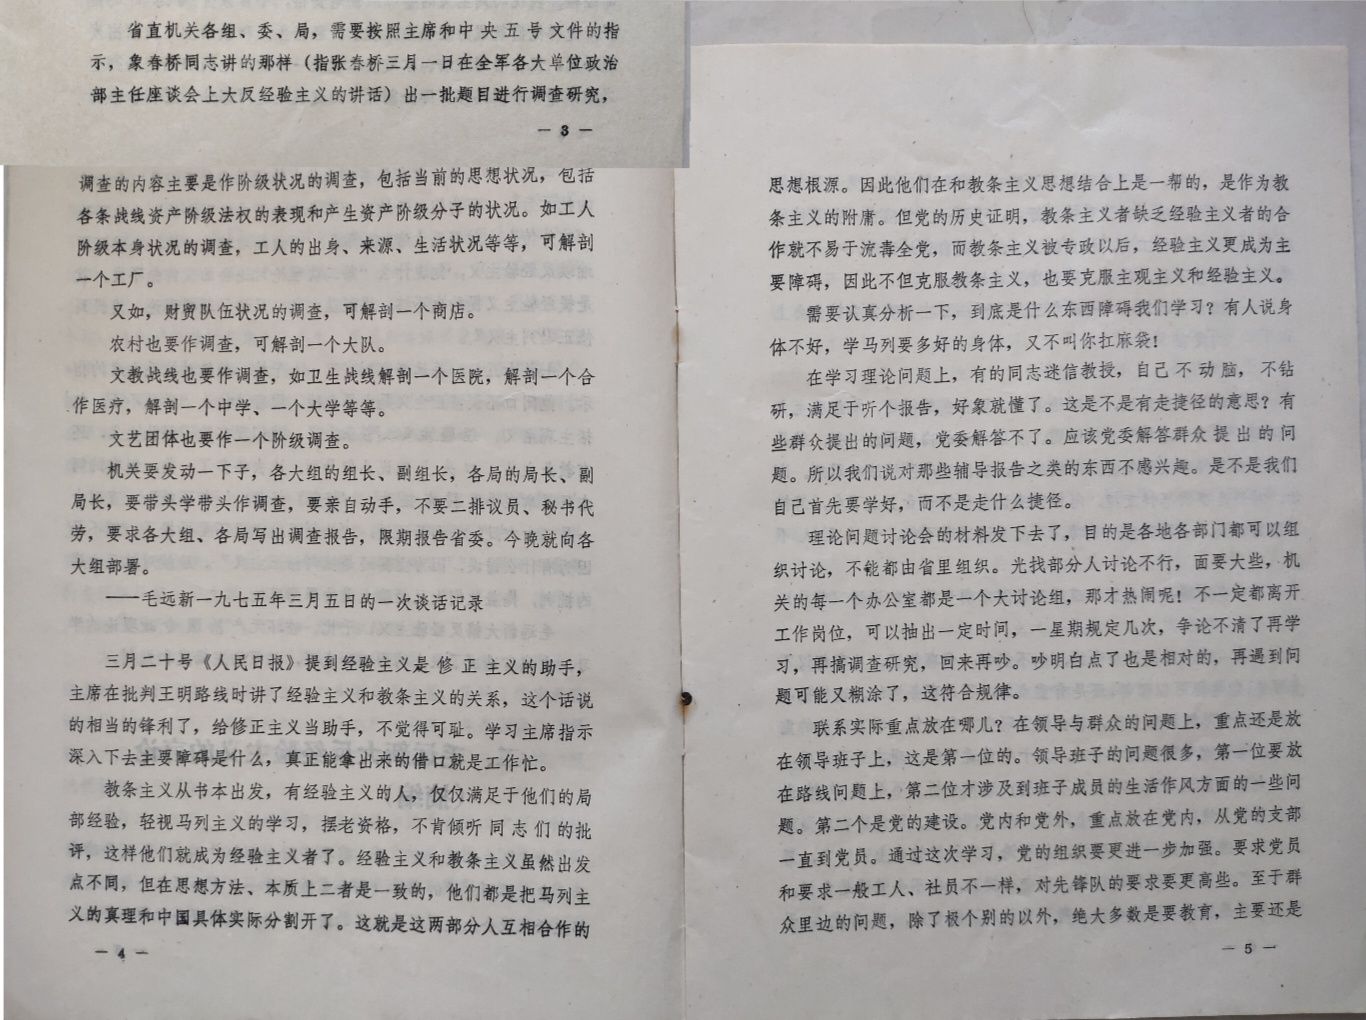 省直机关各组、委、局，需要按照主席和中央五号文件的指
示，象春桥同志讲的那样（指张春桥三月一日在全军各大单位政治
部主任座谈会上大反经验主义的讲话）出一批题目进行调查研究，
— 3 —
调查的内容主要是作阶级状况的调查，包括当前的思想状况，包括
各条战线资产阶级法权的表现和产生资产阶级分子的状况。如工人
阶级本身状况的调查，工人的出身、来源、生活状况等等，可解剖
一个工厂。
又如，财贸队伍状况的调查，可解剖一个商店。
农村也要作调查，可解剖一个大队。
文教战线也要作调查，如卫生战线解剖一个医院，解剖一个合
作医疗，解剖一个中学、一个大学等等。
文艺团体也要作一个阶级调查。
机关要发动一下子，各大组的组长、副组长，各局的局长、副
局长，要带头学带头作调查，要亲自动手，不要二排议员、秘书代
劳，要求各大组、各局写出调查报告，限期报告省委。今晚就向各
大组部署。
——毛远新一九七五年三月五日的一次谈话记录
三月二十号《人民日报》提到经验主义是修正主义的助手，
主席在批判王明路线时讲了经验主义和教条主义的关系，这个话说
的相当的锋利了，给修正主义当助手，不觉得可耻。学习主席指示
深入下去主要障碍是什么，真正能拿出来的借口就是工作忙。
教条主义从书本出发，有经验主义的人，仅仅满足于他们的局
部经验，轻视马列主义的学习，摆老资格，不肯倾听同志们的批
评，这样他们就成为经验主义者了。经验主义和教条主义虽然出发
点不同，但在思想方法、本质上二者是一致的，他们都是把马列主
义的真理和中国具体实际分割开了。这就是这两部分人互相合作的
— 4 —
思想根源。因此他们在和教条主义思想结合上是一帮的，是作为教
条主义的附庸。但党的历史证明，教条主义者缺乏经验主义者的合
作就不易于流毒全党，而教条主义被专政以后，经验主义更成为主
要障碍，因此不但克服教条主义，也要克服主观主义和经验主义。
需要认真分析一下，到底是什么东西障碍我们学习？有人说身
体不好，学马列要多好的身体，又不叫你扛麻袋！
在学习理论问题上，有的同志迷信教授，自己不动脑，不钻
研，满足于听个报告，好象就懂了。这是不是有走捷径的意思？有
些群众提出的问题，党委解答不了。应该党委解答群众提出的问
题。所以我们说对那些辅导报告之类的东西不感兴趣。是不是我们
自己首先要学好，而不是走什么捷径。
理论问题讨论会的材料发下去了，目的是各地各部门都可以组
织讨论，不能都由省里组织。光找部分人讨论不行，面要大些，机
关的每一个办公室都是一个大讨论组，那才热闹呢！不一定都离开
工作岗位，可以抽出一定时间，一星期规定几次，争论不清了再学
习，再搞调查研究，回来再吵。吵明白点了也是相对的，再遇到问
题可能又糊涂了，这符合规律。
联系实际重点放在哪儿？在领导与群众的问题上，重点还是放
在领导班子上，这是第一位的。领导班子的问题很多，第一位要放
在路线问题上，第二位才涉及到班子成员的生活作风方面的一些问
题。第二个是党的建设。党内和党外，重点放在党内，从党的支部
一直到党员。通过这次学习，党的组织要更进一步加强。要求党员
和要求一般工人、社员不一样，对先锋队的要求要更高些。至于群
众里边的问题，除了极个别的以外，绝大多数是要教育，主要还是
— 5 —